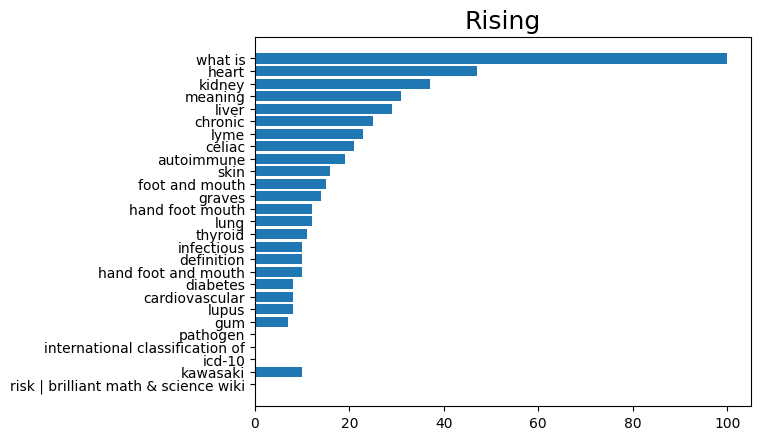 Rising
what is
heart
kidney
meaning
liver
chronic
lyme
celiac
autoimmune
skin
foot and mouth
graves
hand foot mouth
lung
thyroid
infectious
definition
hand foot and mouth
diabetes
cardiovascular
lupus
gum
pathogen
international classification of
icd-10
kawasaki
risk | brilliant math & science wiki
0 20 40 60 80 100